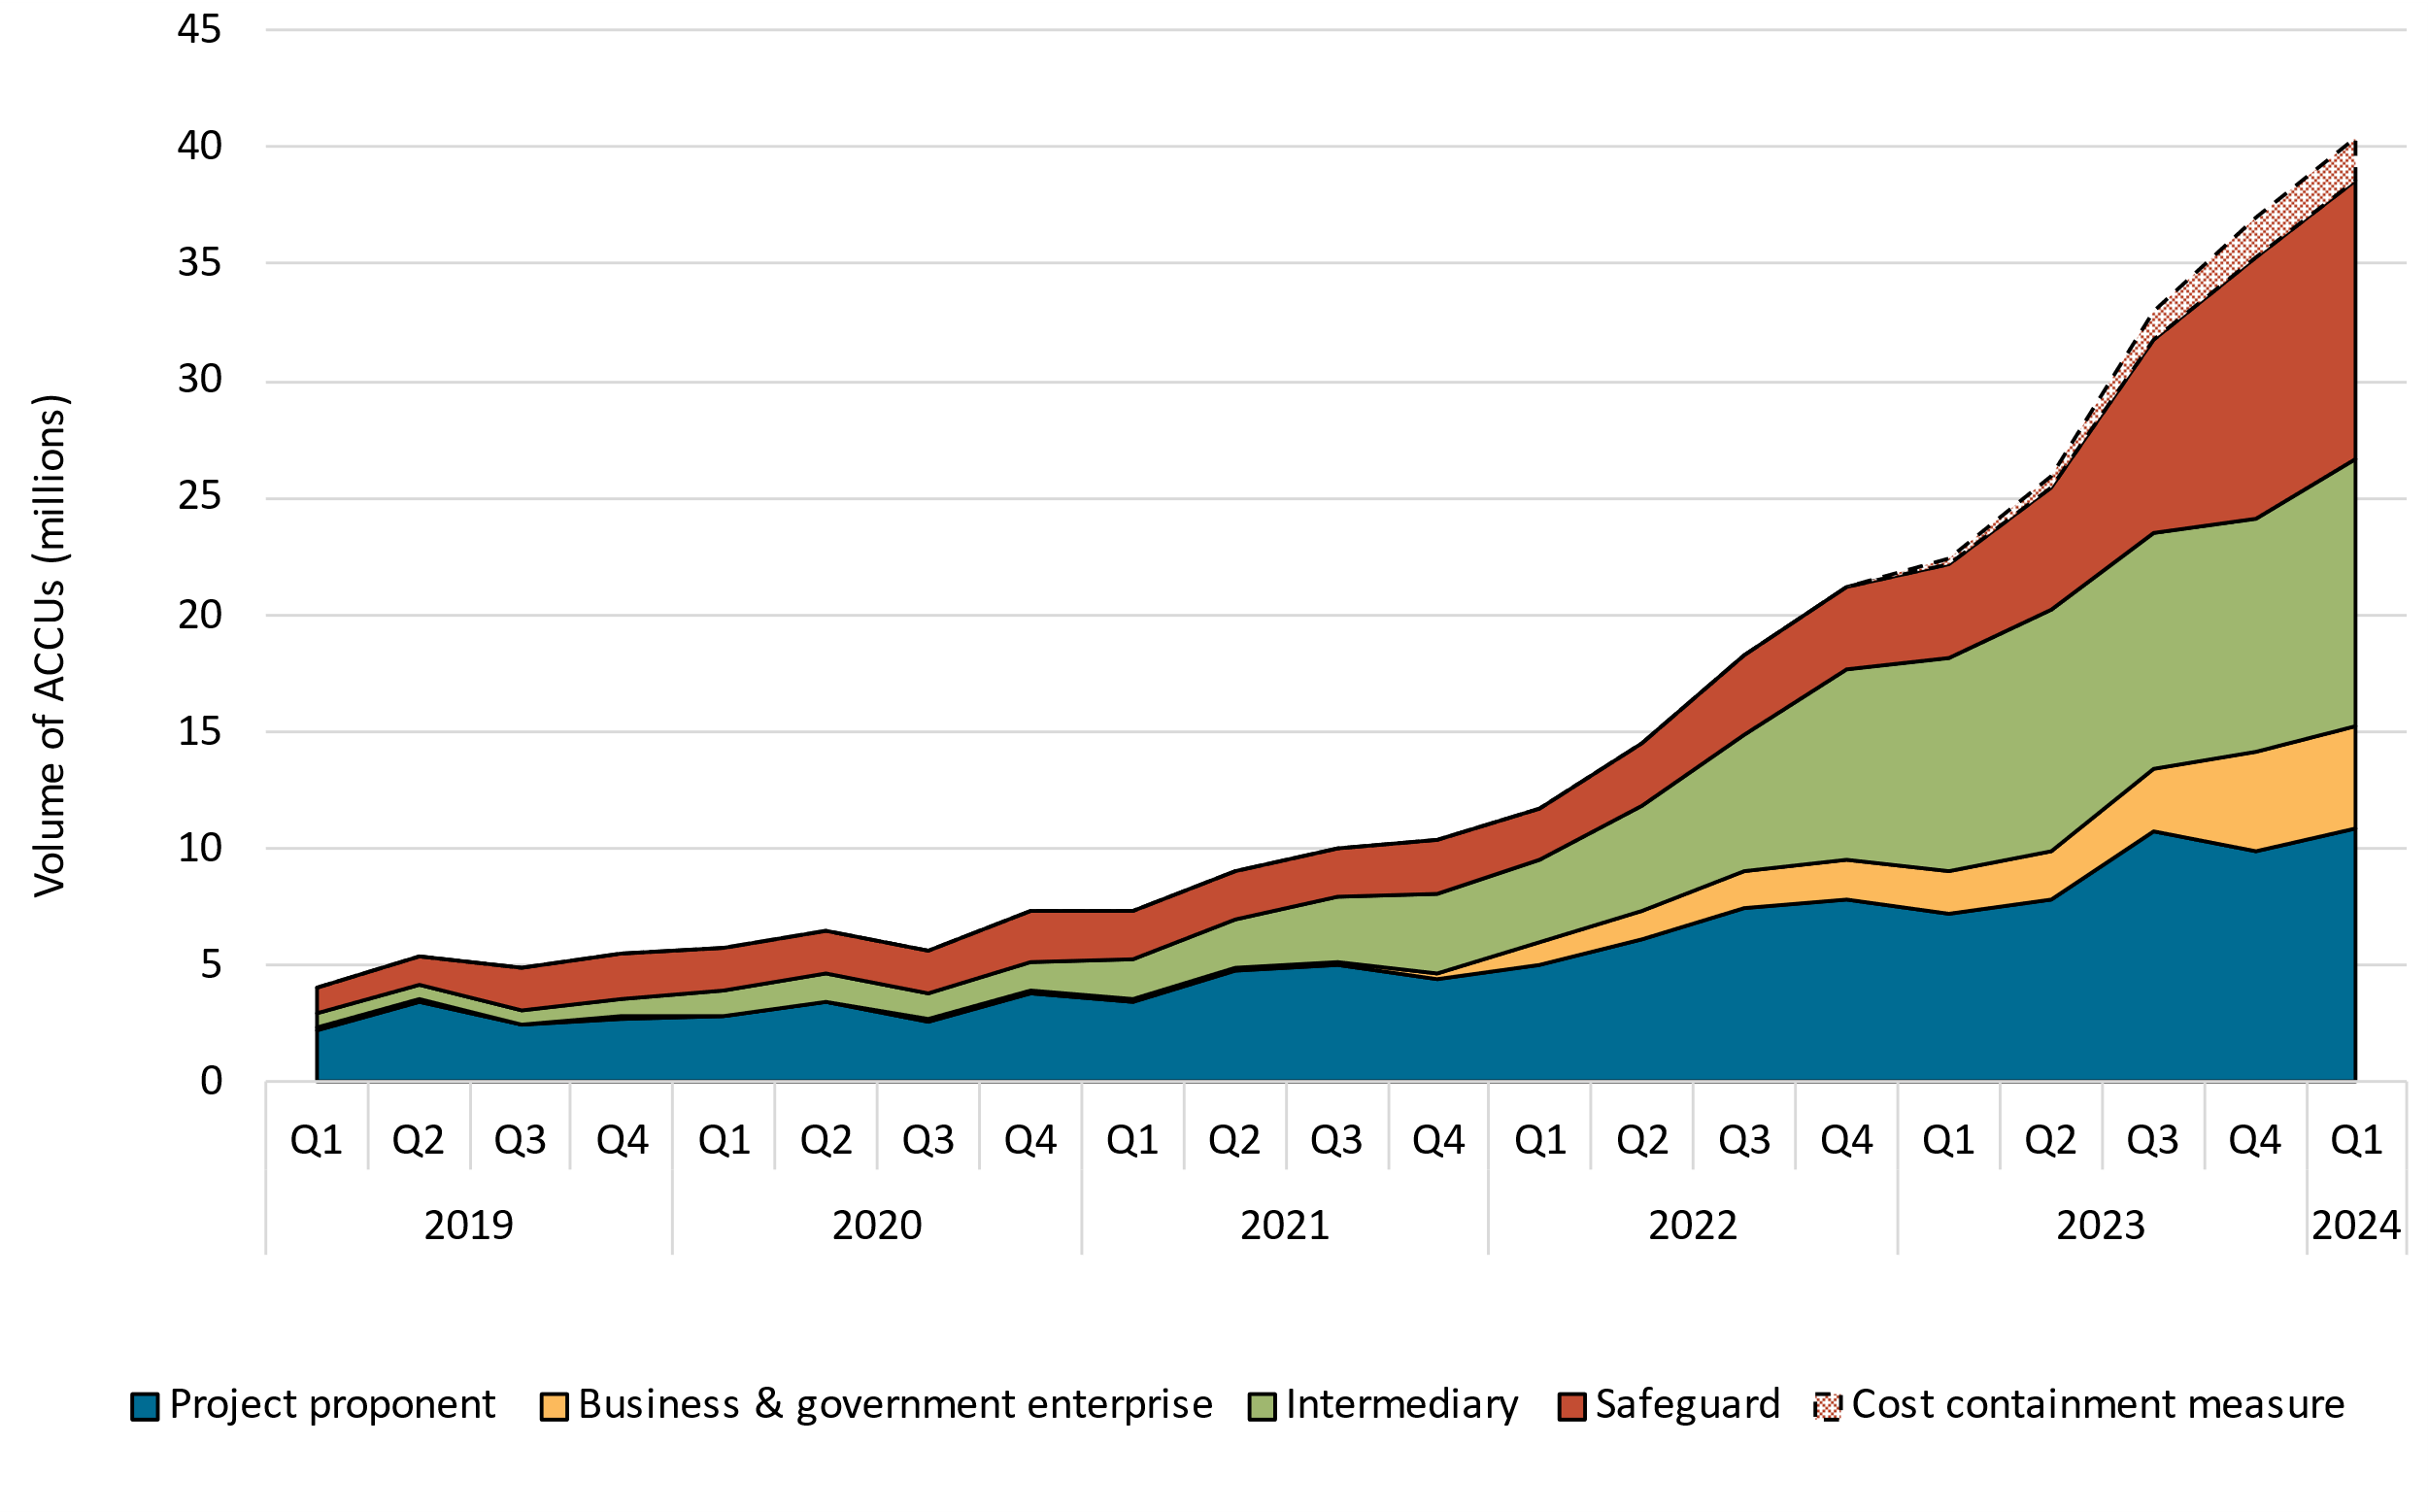 45
40
35
30
25
20
15
10
5
0
Volume of ACCUs (millions)
Q1 Q2 Q3 Q4 Q1 Q2 Q3 Q4 Q1 Q2 Q3 Q4 Q1 Q2 Q3 Q4 Q1 Q2 Q3 Q4 Q1
2019 2020 2021 2022 2023 2024
Project proponent Business & government enterprise Intermediary Safeguard Cost containment measure